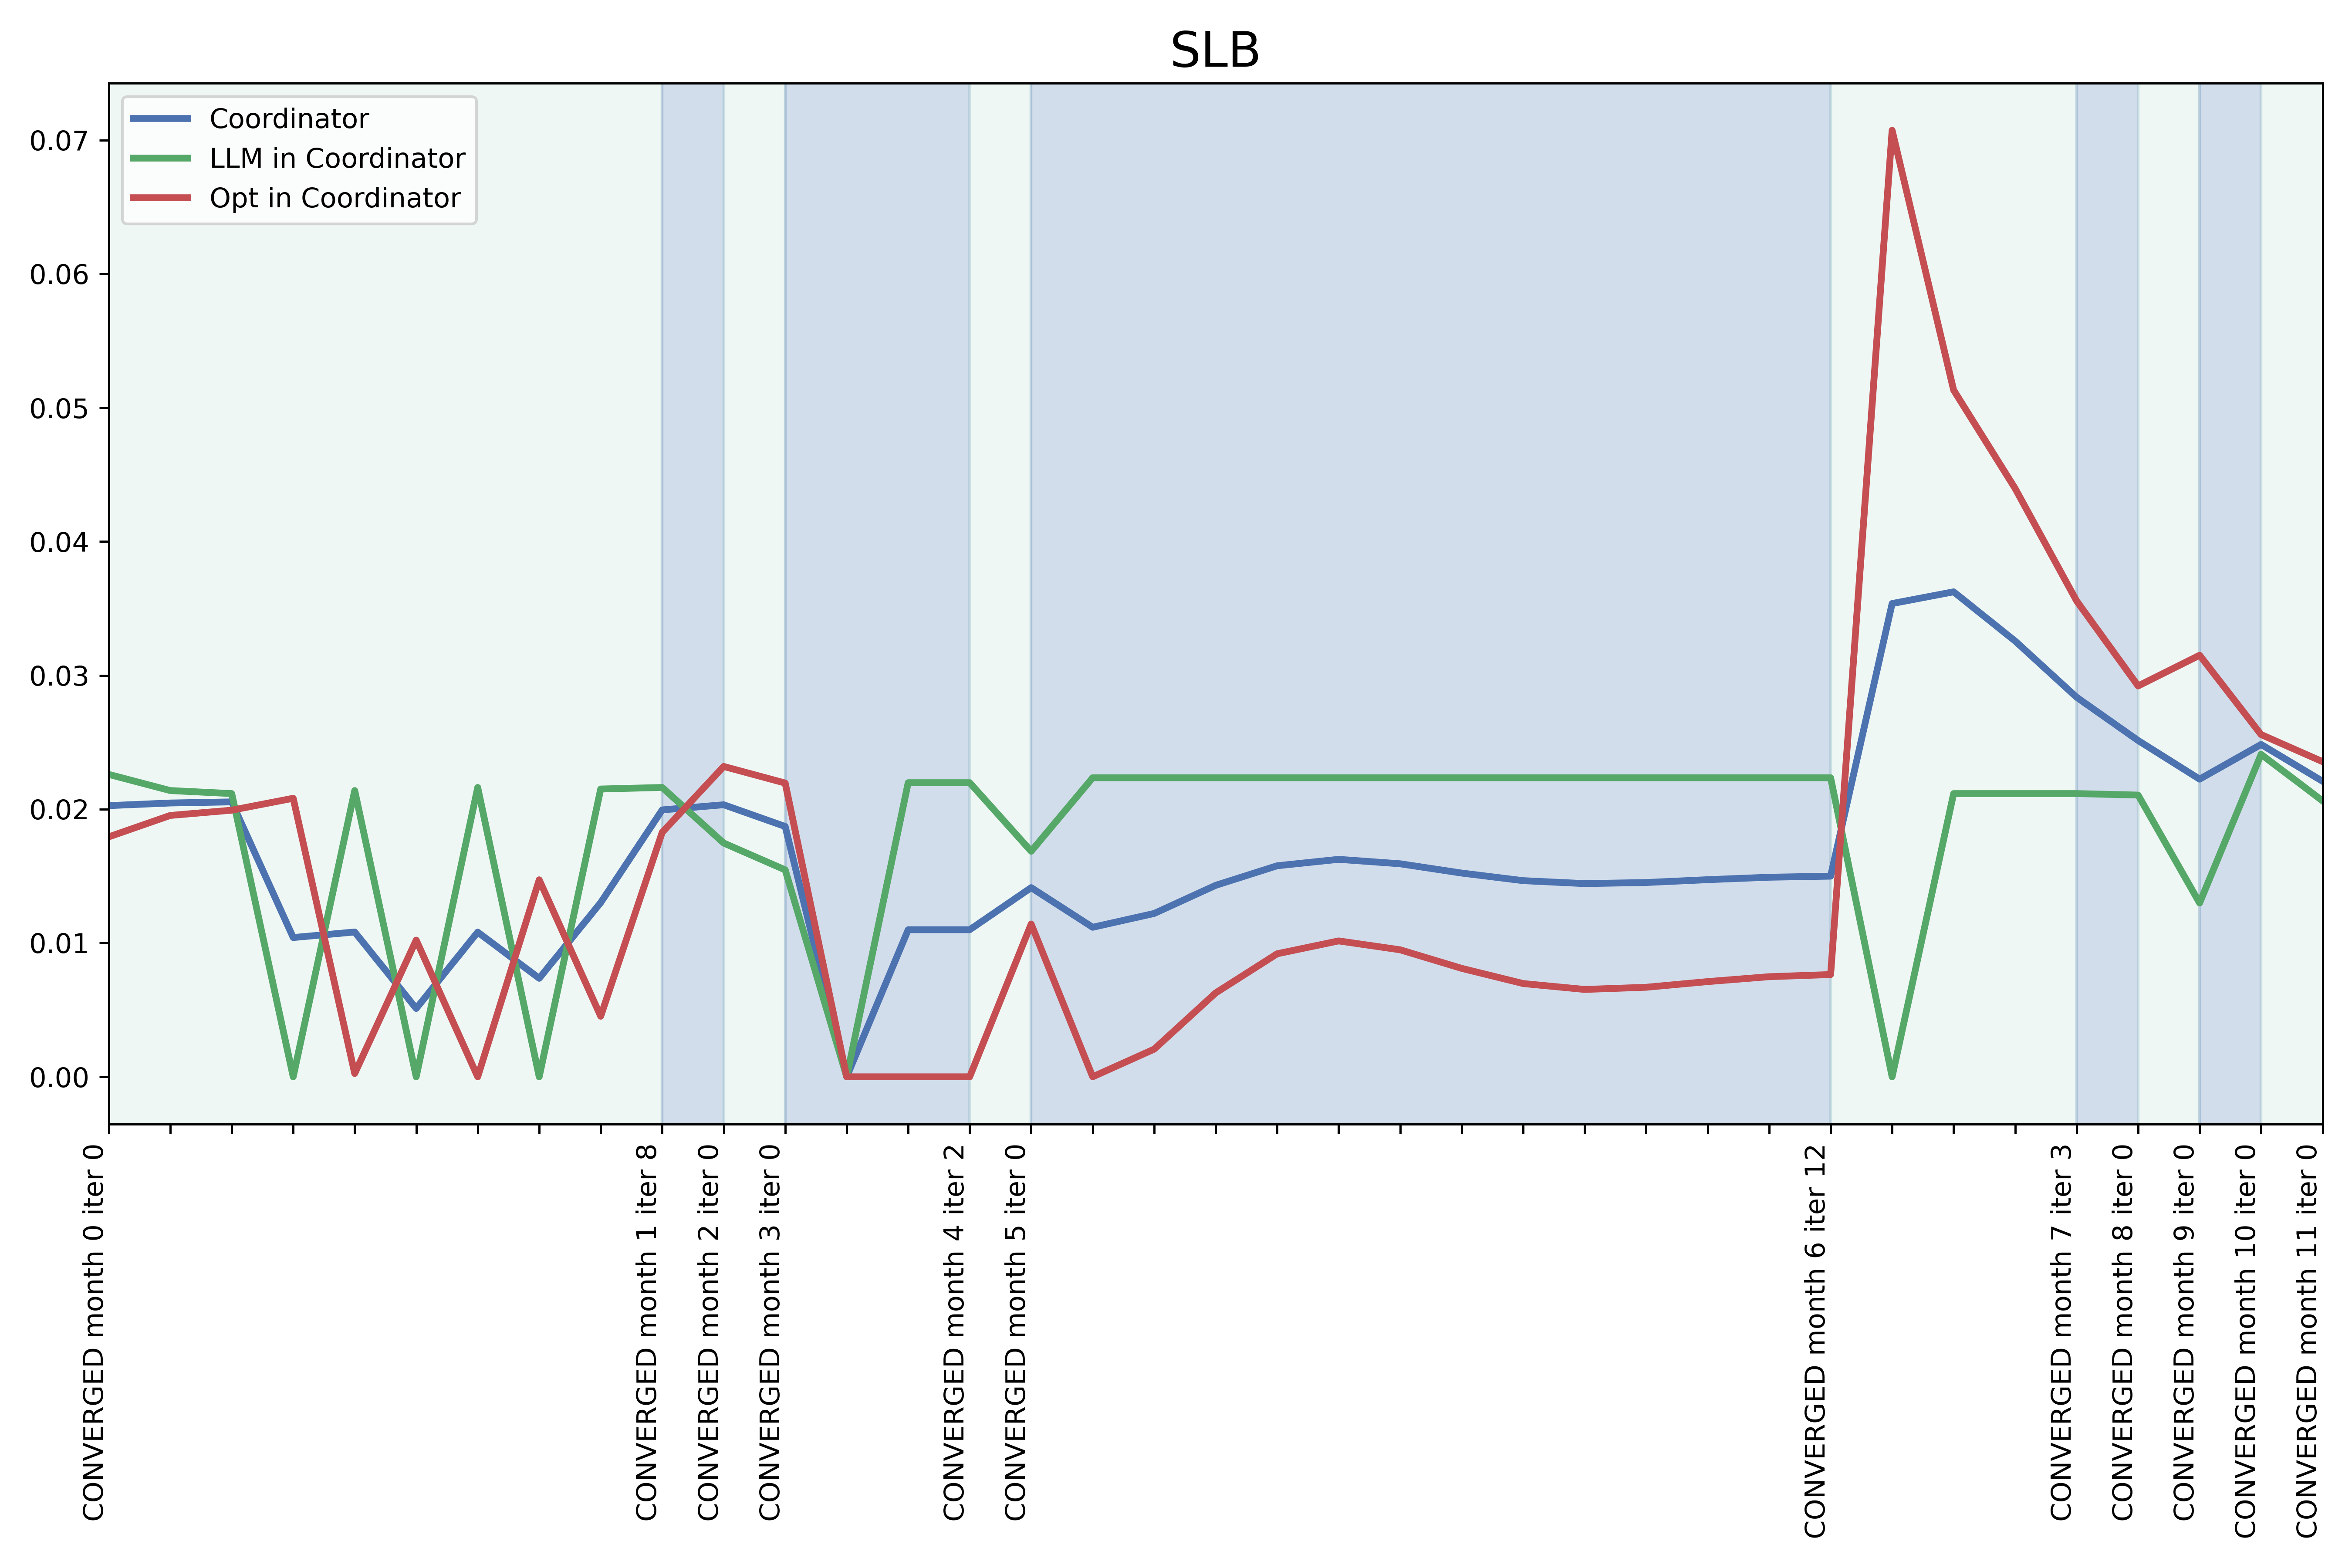 SLB
Coordinator
LLM in Coordinator
Opt in Coordinator
0.07
0.06
0.05
0.04
0.03
0.02
0.01
0.00
CONVERGED month 0 iter 0
CONVERGED month 1 iter 8
CONVERGED month 2 iter 0
CONVERGED month 3 iter 0
CONVERGED month 4 iter 2
CONVERGED month 5 iter 0
CONVERGED month 6 iter 12
CONVERGED month 7 iter 3
CONVERGED month 8 iter 0
CONVERGED month 9 iter 0
CONVERGED month 10 iter 0
CONVERGED month 11 iter 0